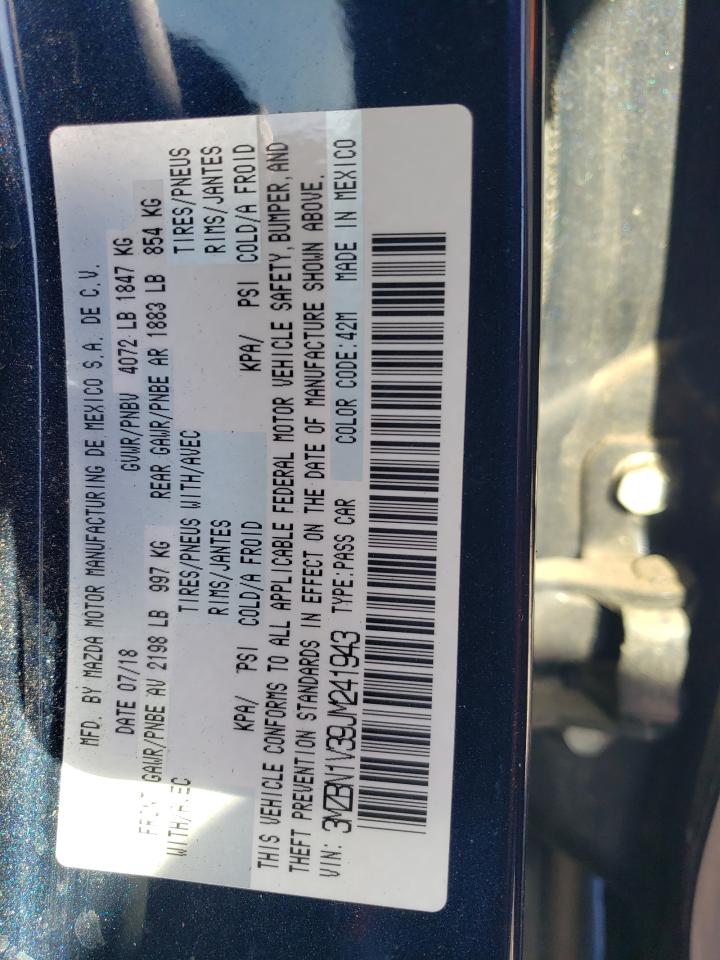 MFD. BY MAZDA MOTOR MANUFACTURING DE MEXICO S.A. DE C.V.
DATE 07/18 GVWR/PNBV 4072 LB 1847 KG
FRONT GAWR/PNBE AV 2198 LB 997 KG REAR GAWR/PNBE AR 1883 LB 854 KG
WITH/AVEC TIRES/PNEUS WITH/AVEC TIRES/PNEUS
RIMS/JANTES RIMS/JANTES
KPA/ PSI COLD/A FROID KPA/ PSI COLD/A FROID
THIS VEHICLE CONFORMS TO ALL APPLICABLE FEDERAL MOTOR VEHICLE SAFETY, BUMPER, AND
THEFT PREVENTION STANDARDS IN EFFECT ON THE DATE OF MANUFACTURE SHOWN ABOVE.
VIN: 3MZBN1V39JM241943 TYPE:PASS CAR COLOR CODE:42M MADE IN MEXICO